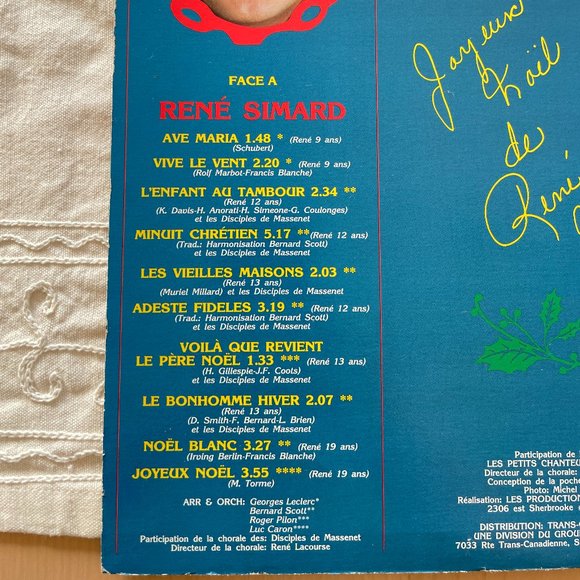 FACE A
RENÉ SIMARD
AVE MARIA 1.48 * (René 9 ans)
(Schubert)
VIVE LE VENT 2.20 * (René 9 ans)
(Rolf Marbot-Francis Blanche)
L'ENFANT AU TAMBOUR 2.34 **
(René 12 ans)
(K. Davis-H. Anorati-H. Simeone-G. Coulonges)
et les Disciples de Massenet
MINUIT CHRÉTIEN 5.17 ** (René 12 ans)
(Trad.: Harmonisation Bernard Scott)
et les Disciples de Massenet
LES VIEILLES MAISONS 2.03 **
(René 13 ans)
(Muriel Millard) et les Disciples de Massenet
ADESTE FIDELES 3.19 ** (René 12 ans)
(Trad.: Harmonisation Bernard Scott)
et les Disciples de Massenet
VOILÀ QUE REVIENT
LE PÈRE NOËL 1.33 *** (René 13 ans)
(H. Gillespie-J.F. Coots)
et les Disciples de Massenet
LE BONHOMME HIVER 2.07 **
(René 13 ans)
(D. Smith-F. Bernard-L. Brien)
et les Disciples de Massenet
NOËL BLANC 3.27 ** (René 19 ans)
(Irving Berlin-Francis Blanche)
JOYEUX NOËL 3.55 **** (René 19 ans)
(M. Torme)
ARR & ORCH: Georges Leclerc*
Bernard Scott**
Roger Pilon***
Luc Caron****
Participation de la chorale des: Disciples de Massenet
Directeur de la chorale: René Lacourse
Joyeux
Noël
de
René
Participation de
LES PETITS CHANTEU
Directeur de la chora
Conception de la poche
Photo: Michel
Réalisation: LES PRODUCTION
2306 est Sherbrooke
DISTRIBUTION: TRANS-C
UNE DIVISION DU GROU
7033 Rte Trans-Canadienne, S